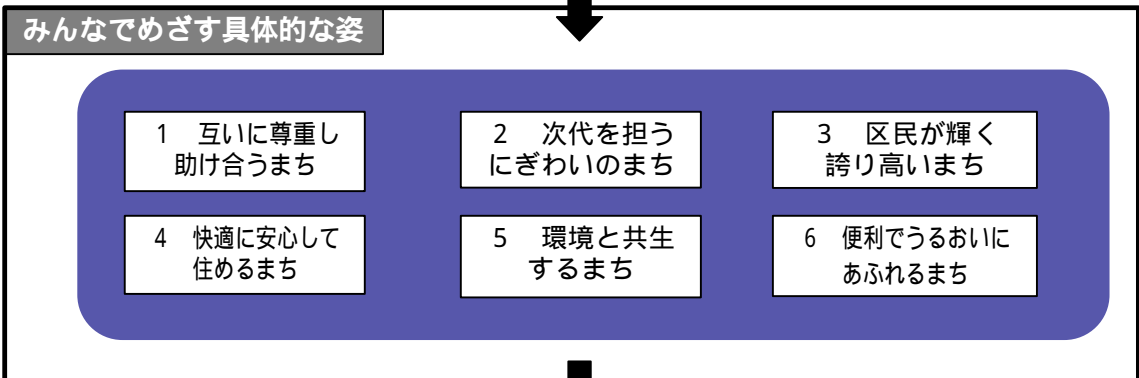 みんなでめざす具体的な姿
1　互いに尊重し
助け合うまち
2　次代を担う
にぎわいのまち
3　区民が輝く
誇り高いまち
4　快適に安心して
住めるまち
5　環境と共生
するまち
6　便利でうるおいに
あふれるまち